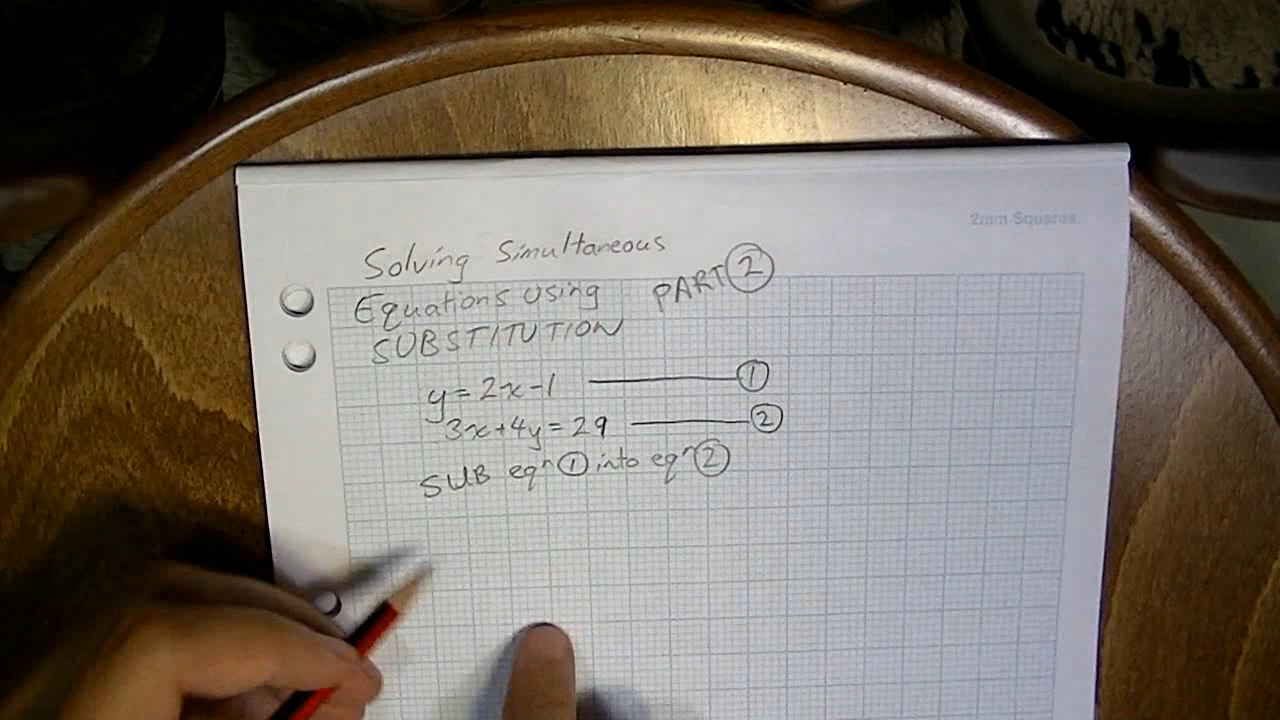 2mm Squares
Solving Simultaneous
Equations using PART ②
SUBSTITUTION
y = 2x - 1 ——— ①
3x + 4y = 29 ——— ②
SUB eqⁿ ① into eqⁿ ②